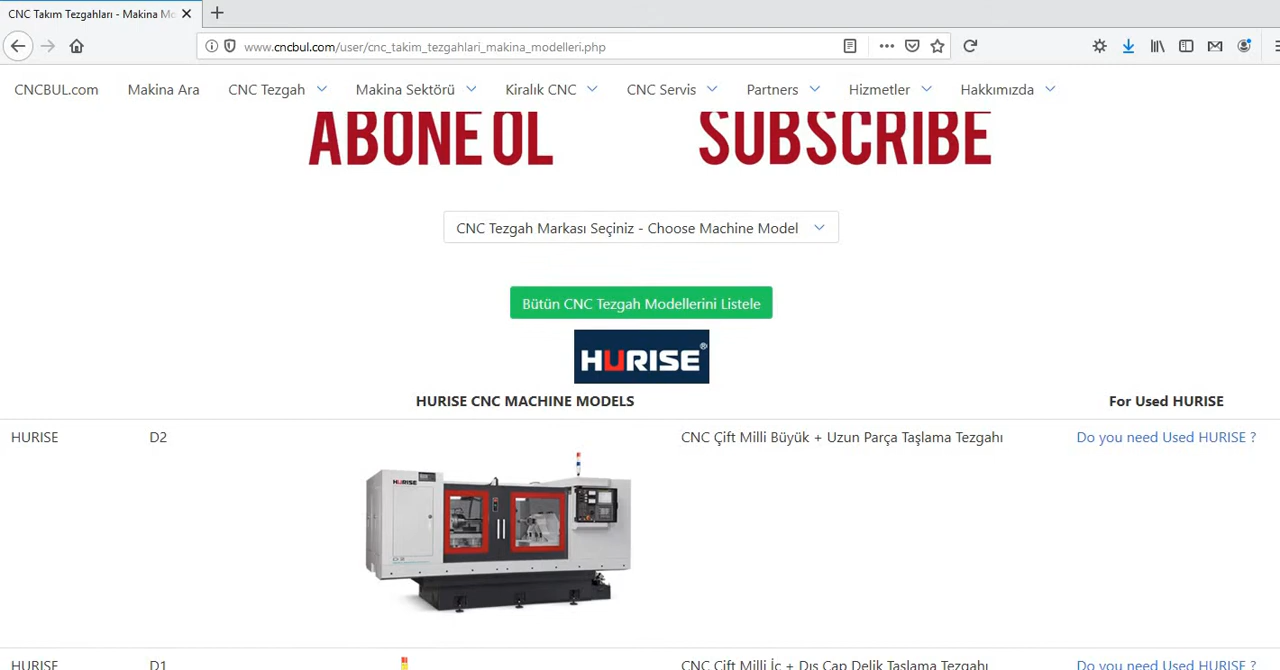 CNC Takım Tezgahları - Makina Mo
www.cncbul.com/user/cnc_takim_tezgahlari_makina_modelleri.php
CNCBUL.com Makina Ara CNC Tezgah Makina Sektörü Kiralık CNC CNC Servis Partners Hizmetler Hakkımızda
ABONE OL SUBSCRIBE
CNC Tezgah Markası Seçiniz - Choose Machine Model
Bütün CNC Tezgah Modellerini Listele
HURISE®
HURISE CNC MACHINE MODELS For Used HURISE
HURISE D2 CNC Çift Milli Büyük + Uzun Parça Taşlama Tezgahı Do you need Used HURISE ?
HURISE
HURISE D1 CNC Çift Milli İç + Dış Çap Delik Taşlama Tezgahı Do you need Used HURISE ?